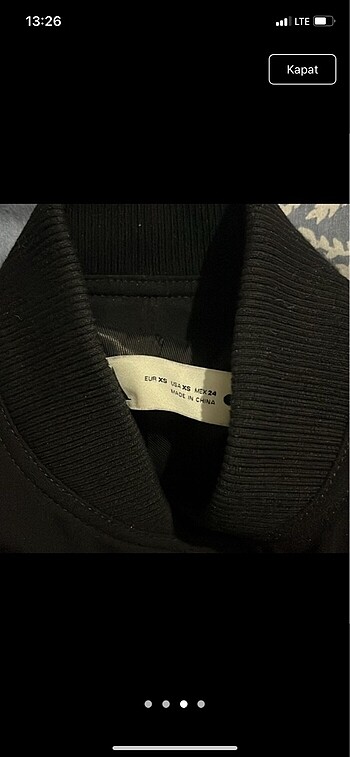 13:26
LTE
Kapat
EUR XS USA XS MEX 24
MADE IN CHINA